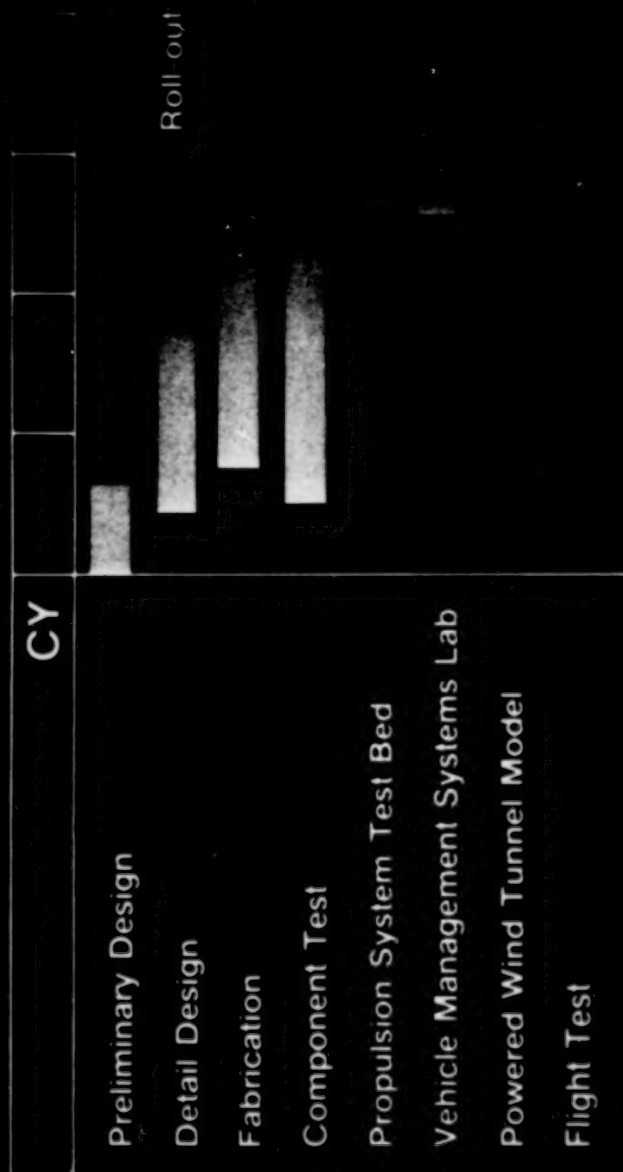 CY
Roll-out
Preliminary Design
Detail Design
Fabrication
Component Test
Propulsion System Test Bed
Vehicle Management Systems Lab
Powered Wind Tunnel Model
Flight Test